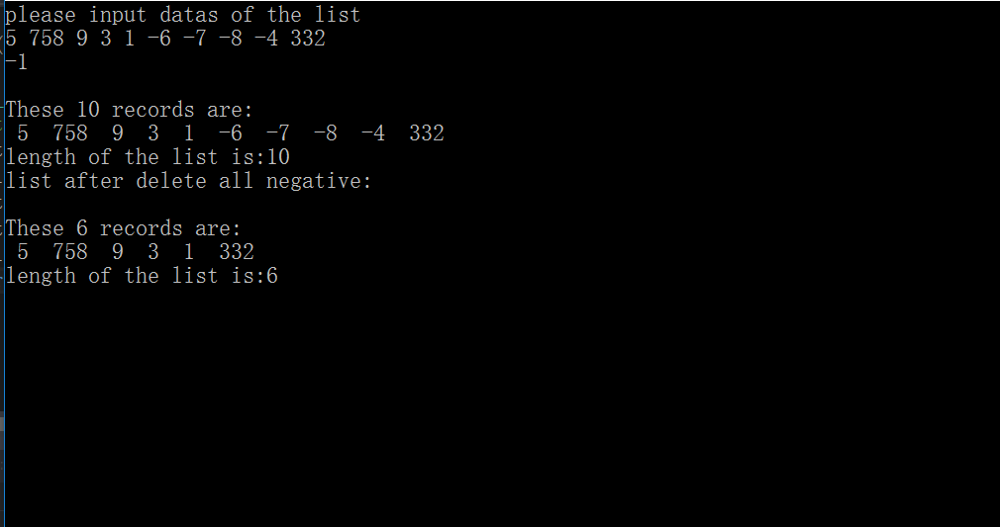 please input datas of the list
5 758 9 3 1 -6 -7 -8 -4 332
-1
These 10 records are:
5 758 9 3 1 -6 -7 -8 -4 332
length of the list is:10
list after delete all negative:
These 6 records are:
5 758 9 3 1 332
length of the list is:6